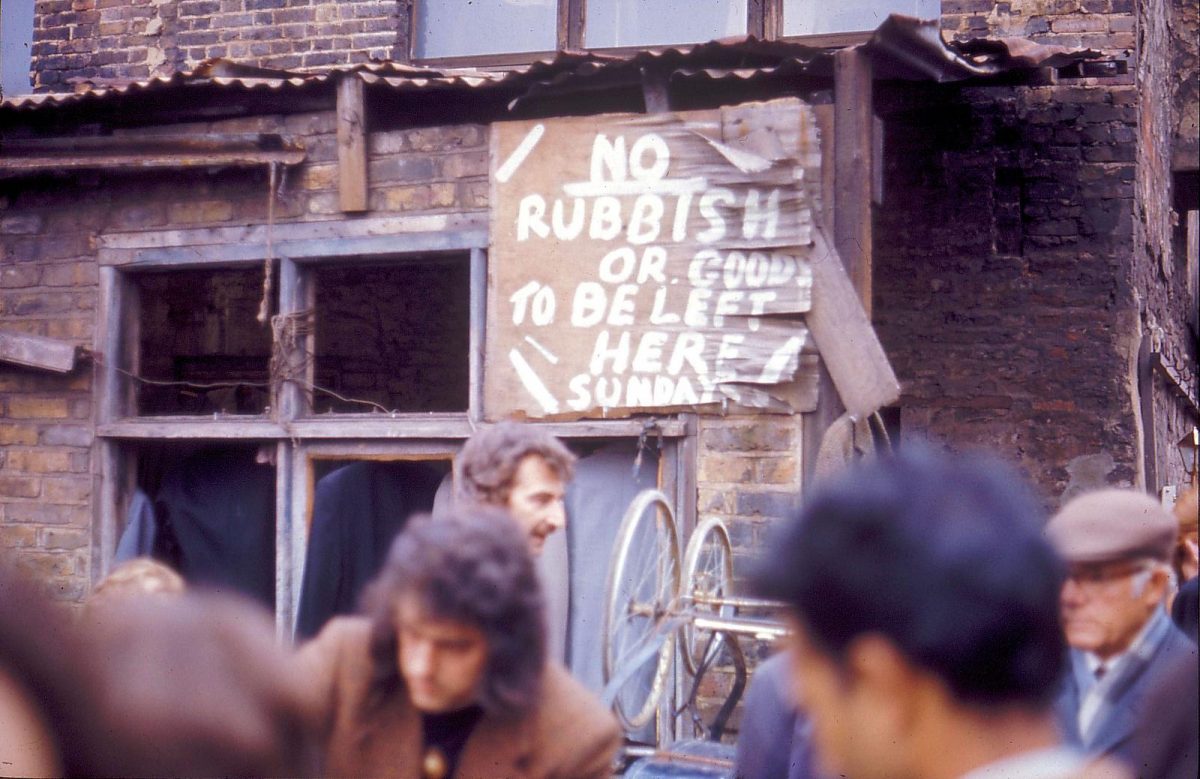 NO
RUBBISH
OR. GOODS
TO BE LEFT
HERE
SUNDAY